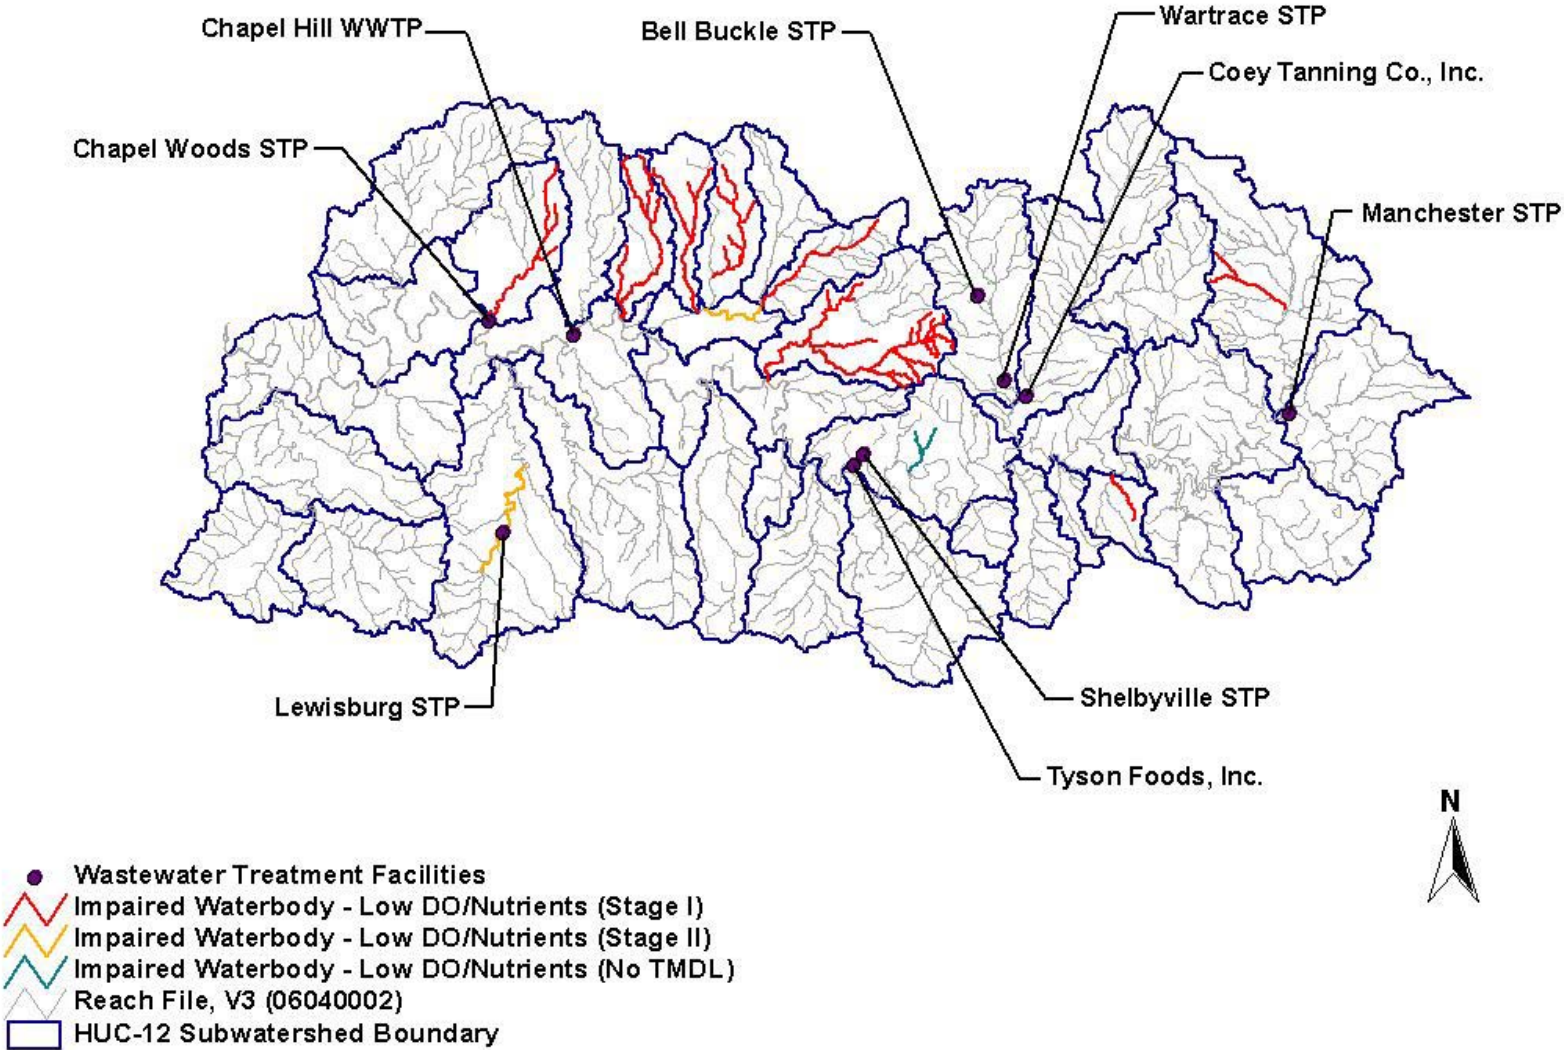 Wartrace STP
Chapel Hill WWTP
Bell Buckle STP
Coey Tanning Co., Inc.
Chapel Woods STP
Manchester STP
Shelbyville STP
Lewisburg STP
Tyson Foods, Inc.
N
Wastewater Treatment Facilities
Impaired Waterbody - Low DO/Nutrients (Stage I)
Impaired Waterbody - Low DO/Nutrients (Stage II)
Impaired Waterbody - Low DO/Nutrients (No TMDL)
Reach File, V3 (06040002)
HUC-12 Subwatershed Boundary